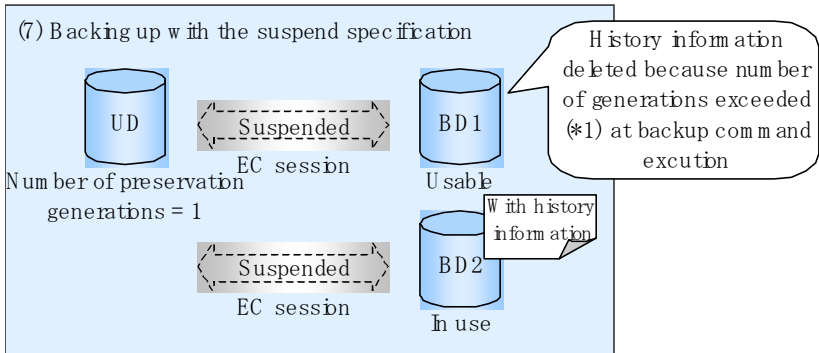 (7) Backing up with the suspend specification
History information
deleted because number
of generations exceeded
(*1) at backup command
excution
UD
Suspended
BD1
EC session
Number of preservation
generations = 1
Usable
With history
information
Suspended
BD2
EC session
In use